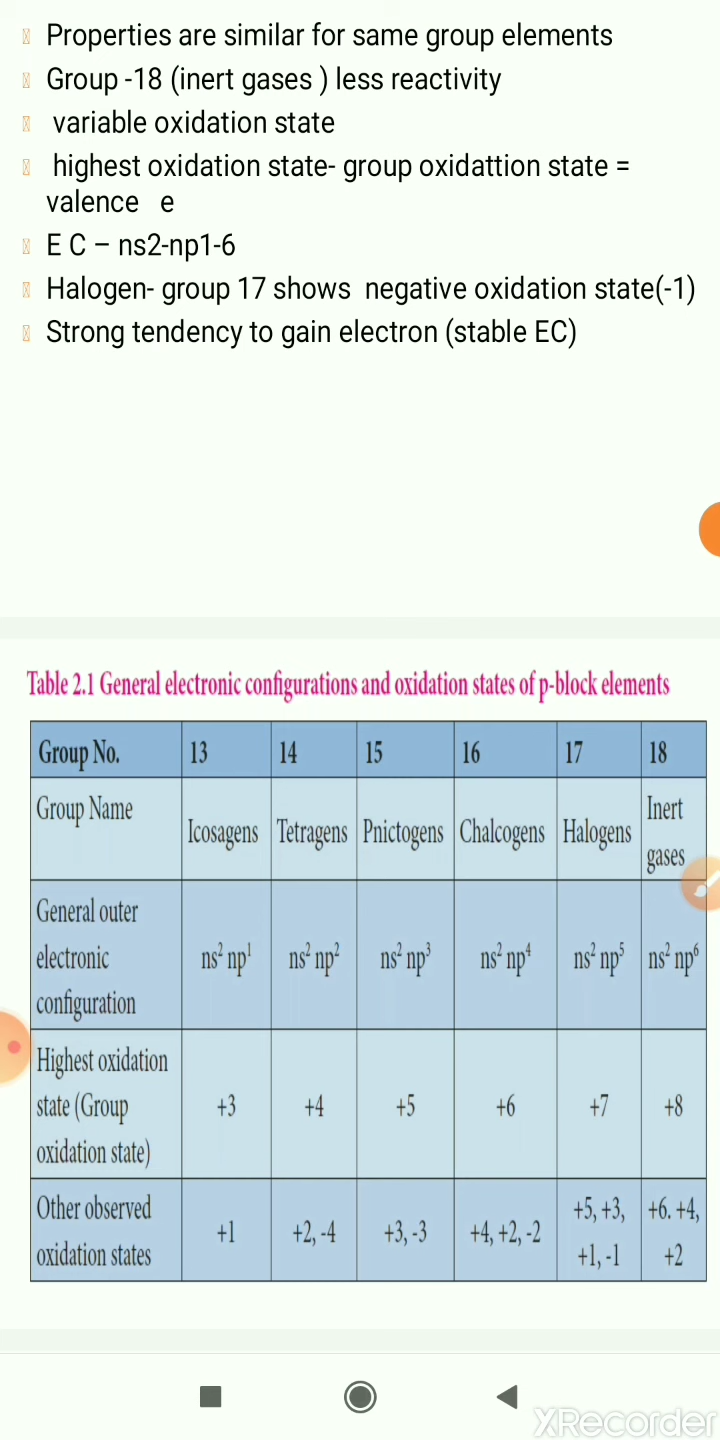 Properties are similar for same group elements
Group -18 (inert gases ) less reactivity
variable oxidation state
highest oxidation state- group oxidattion state =
valence e
E C – ns2-np1-6
Halogen- group 17 shows negative oxidation state(-1)
Strong tendency to gain electron (stable EC)
Table 2.1 General electronic configurations and oxidation states of p-block elements
Group No. 13 14 15 16 17 18
Group Name Icosagens Tetragens Pnictogens Chalcogens Halogens Inert gases
General outer electronic configuration ns² np¹ ns² np² ns² np³ ns² np⁴ ns² np⁵ ns² np⁶
Highest oxidation state (Group oxidation state) +3 +4 +5 +6 +7 +8
Other observed oxidation states +1 +2, -4 +3, -3 +4, +2, -2 +5, +3, +1, -1 +6. +4, +2
XRecorder